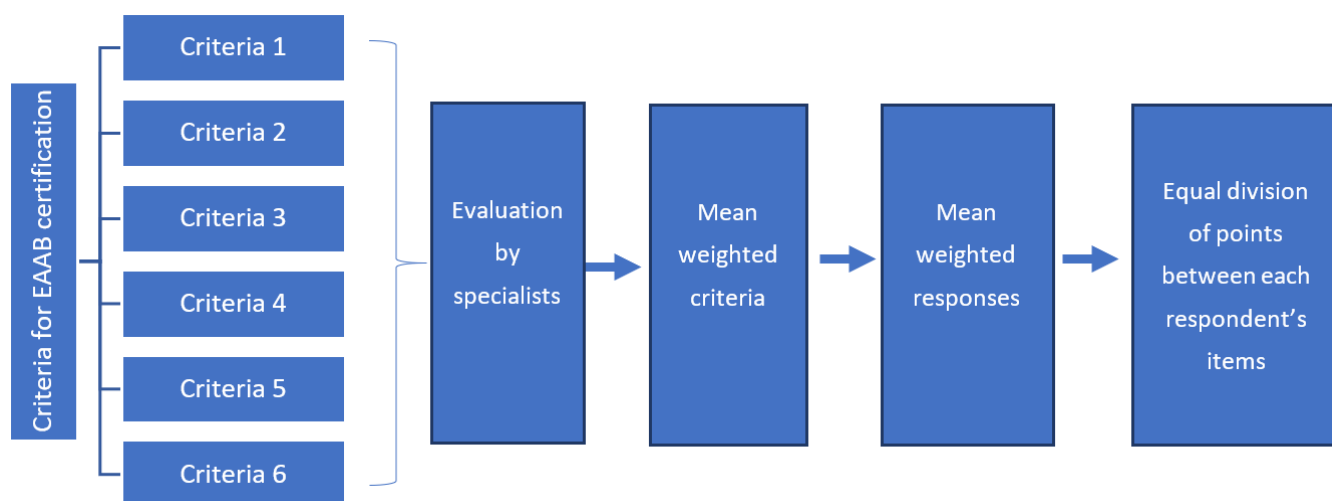 Criteria for EAAB certification
Criteria 1
Criteria 2
Criteria 3
Criteria 4
Criteria 5
Criteria 6
Evaluation
by
specialists
Mean
weighted
criteria
Mean
weighted
responses
Equal division
of points
between each
respondent’s
items